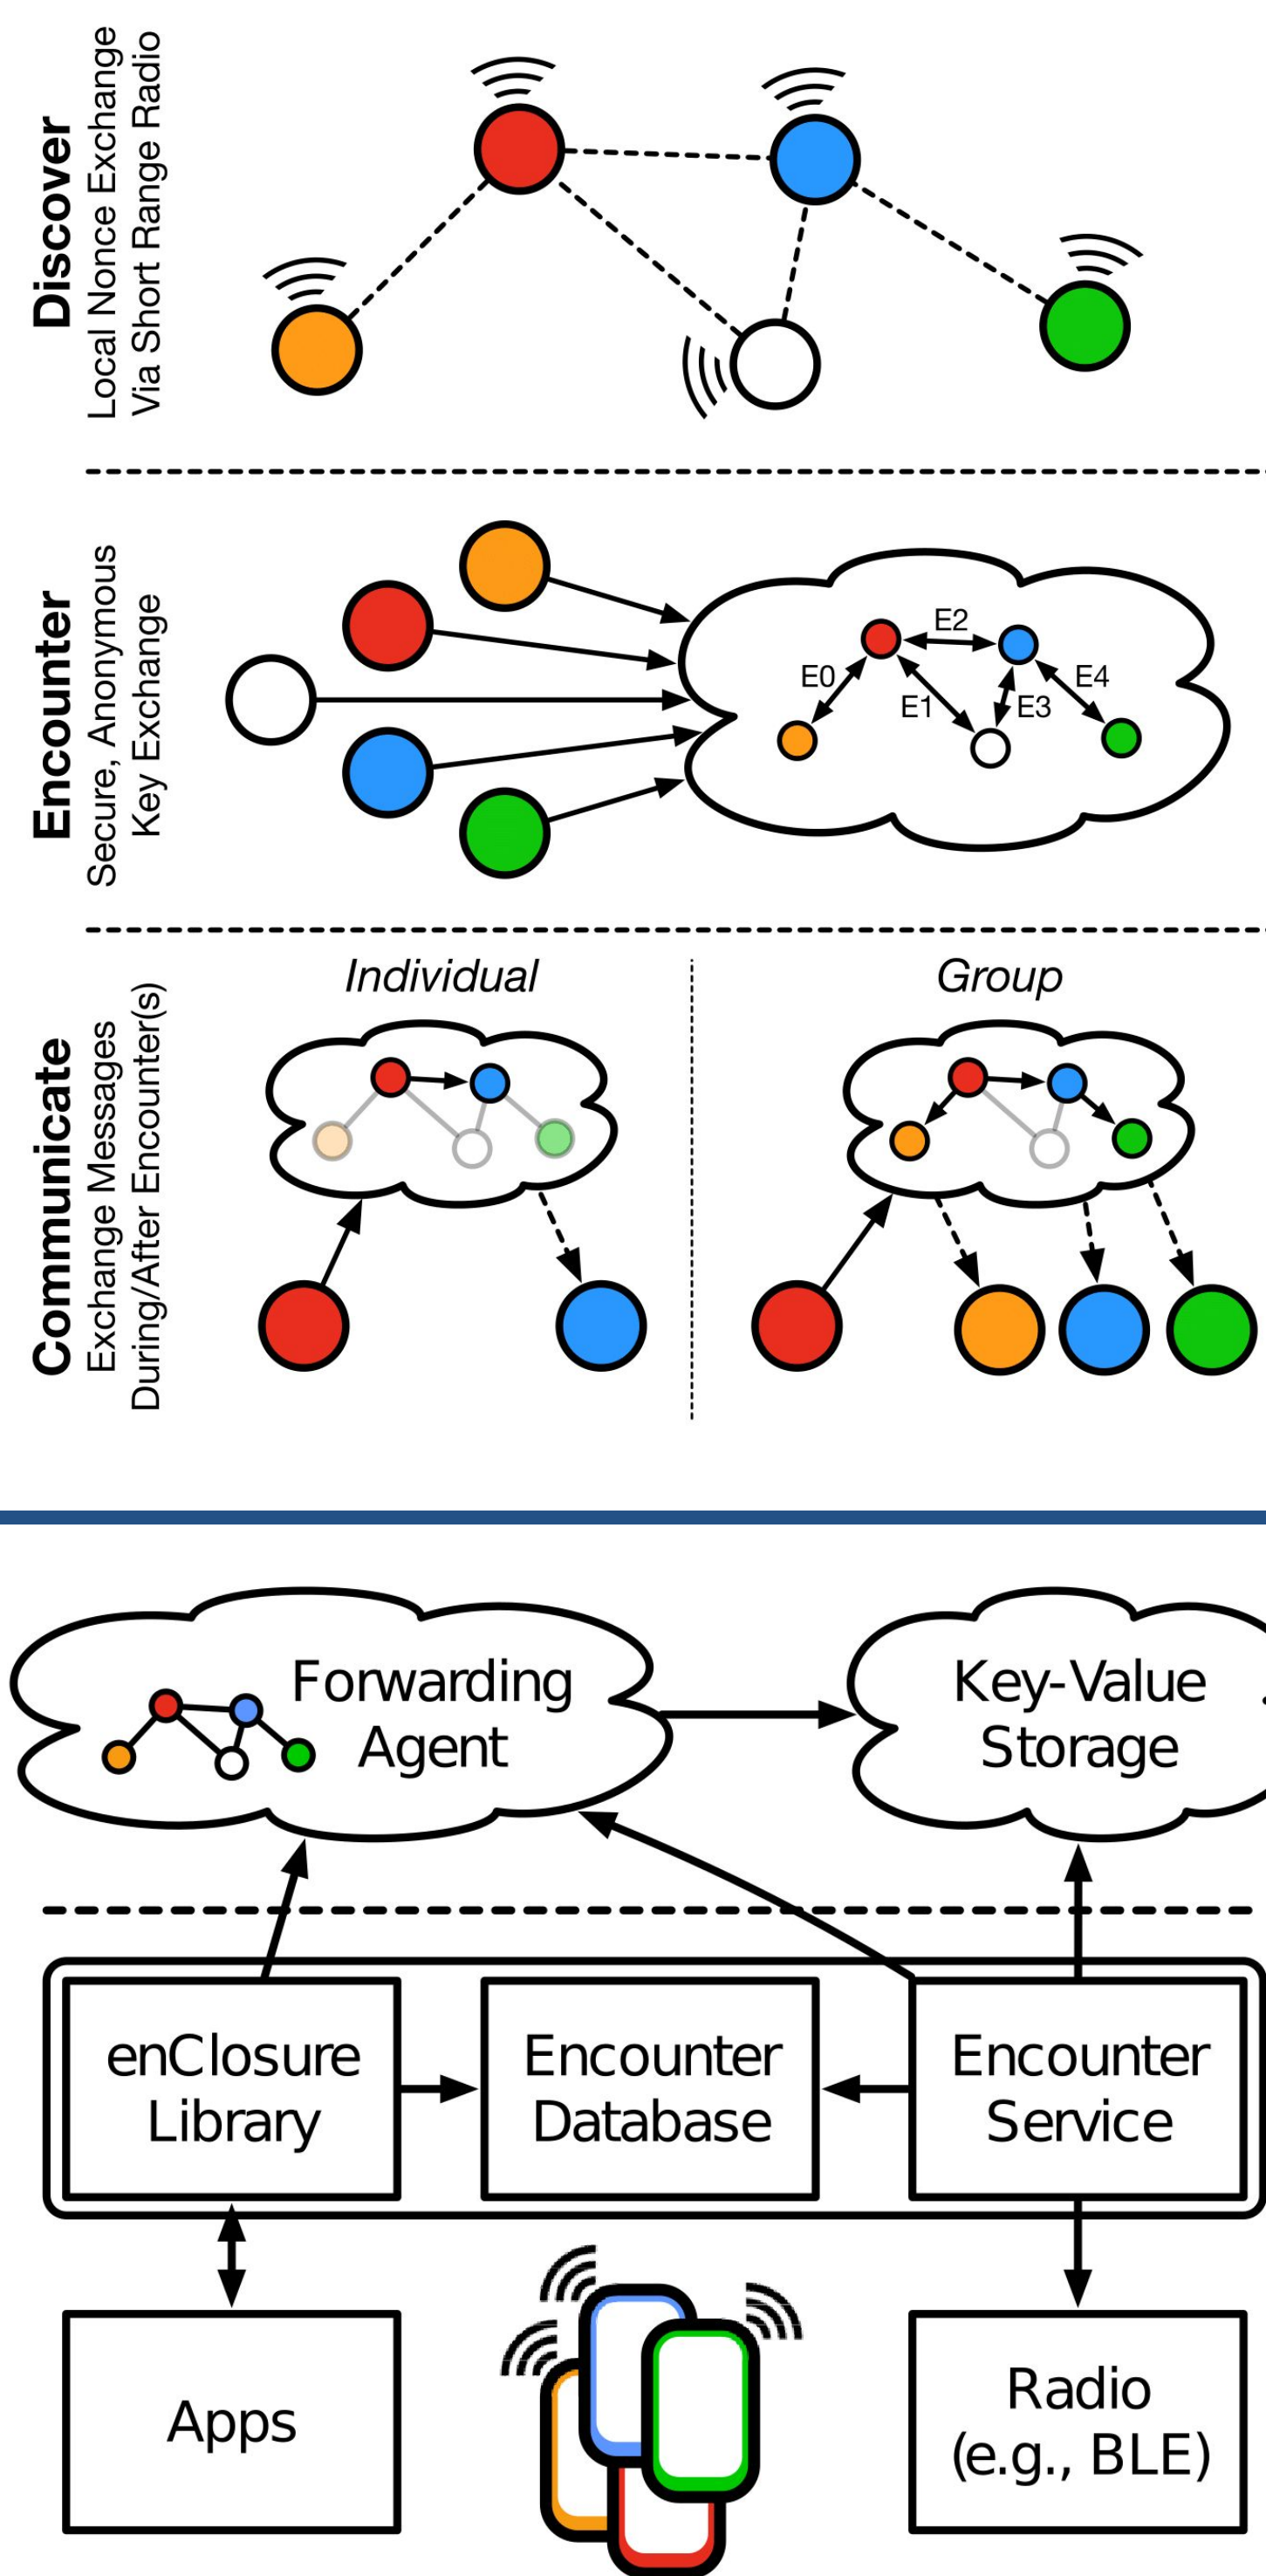 Discover
Local Nonce Exchange
Via Short Range Radio
Encounter
Secure, Anonymous
Key Exchange
E2
E0
E4
E1
E3
Communicate
Exchange Messages
During/After Encounter(s)
Individual
Group
Forwarding
Agent
Key-Value
Storage
enClosure
Library
Encounter
Database
Encounter
Service
Apps
Radio
(e.g., BLE)